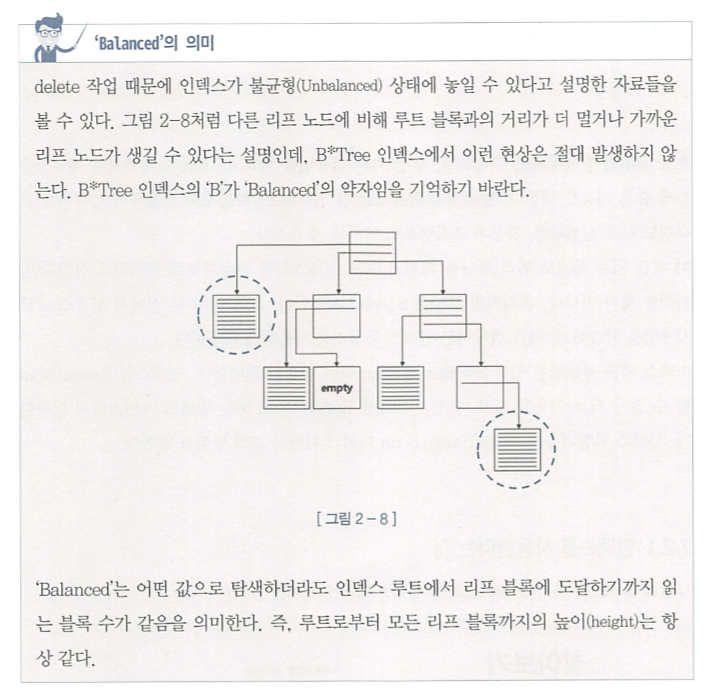 'Balanced'의 의미
delete 작업 때문에 인덱스가 불균형(Unbalanced) 상태에 놓일 수 있다고 설명한 자료들을
볼 수 있다. 그림 2-8처럼 다른 리프 노드에 비해 루트 블록과의 거리가 더 멀거나 가까운
리프 노드가 생길 수 있다는 설명인데, B*Tree 인덱스에서 이런 현상은 절대 발생하지 않
는다. B*Tree 인덱스의 'B'가 'Balanced'의 약자임을 기억하기 바란다.
empty
[ 그림 2-8 ]
'Balanced'는 어떤 값으로 탐색하더라도 인덱스 루트에서 리프 블록에 도달하기까지 읽
는 블록 수가 같음을 의미한다. 즉, 루트로부터 모든 리프 블록까지의 높이(height)는 항
상 같다.